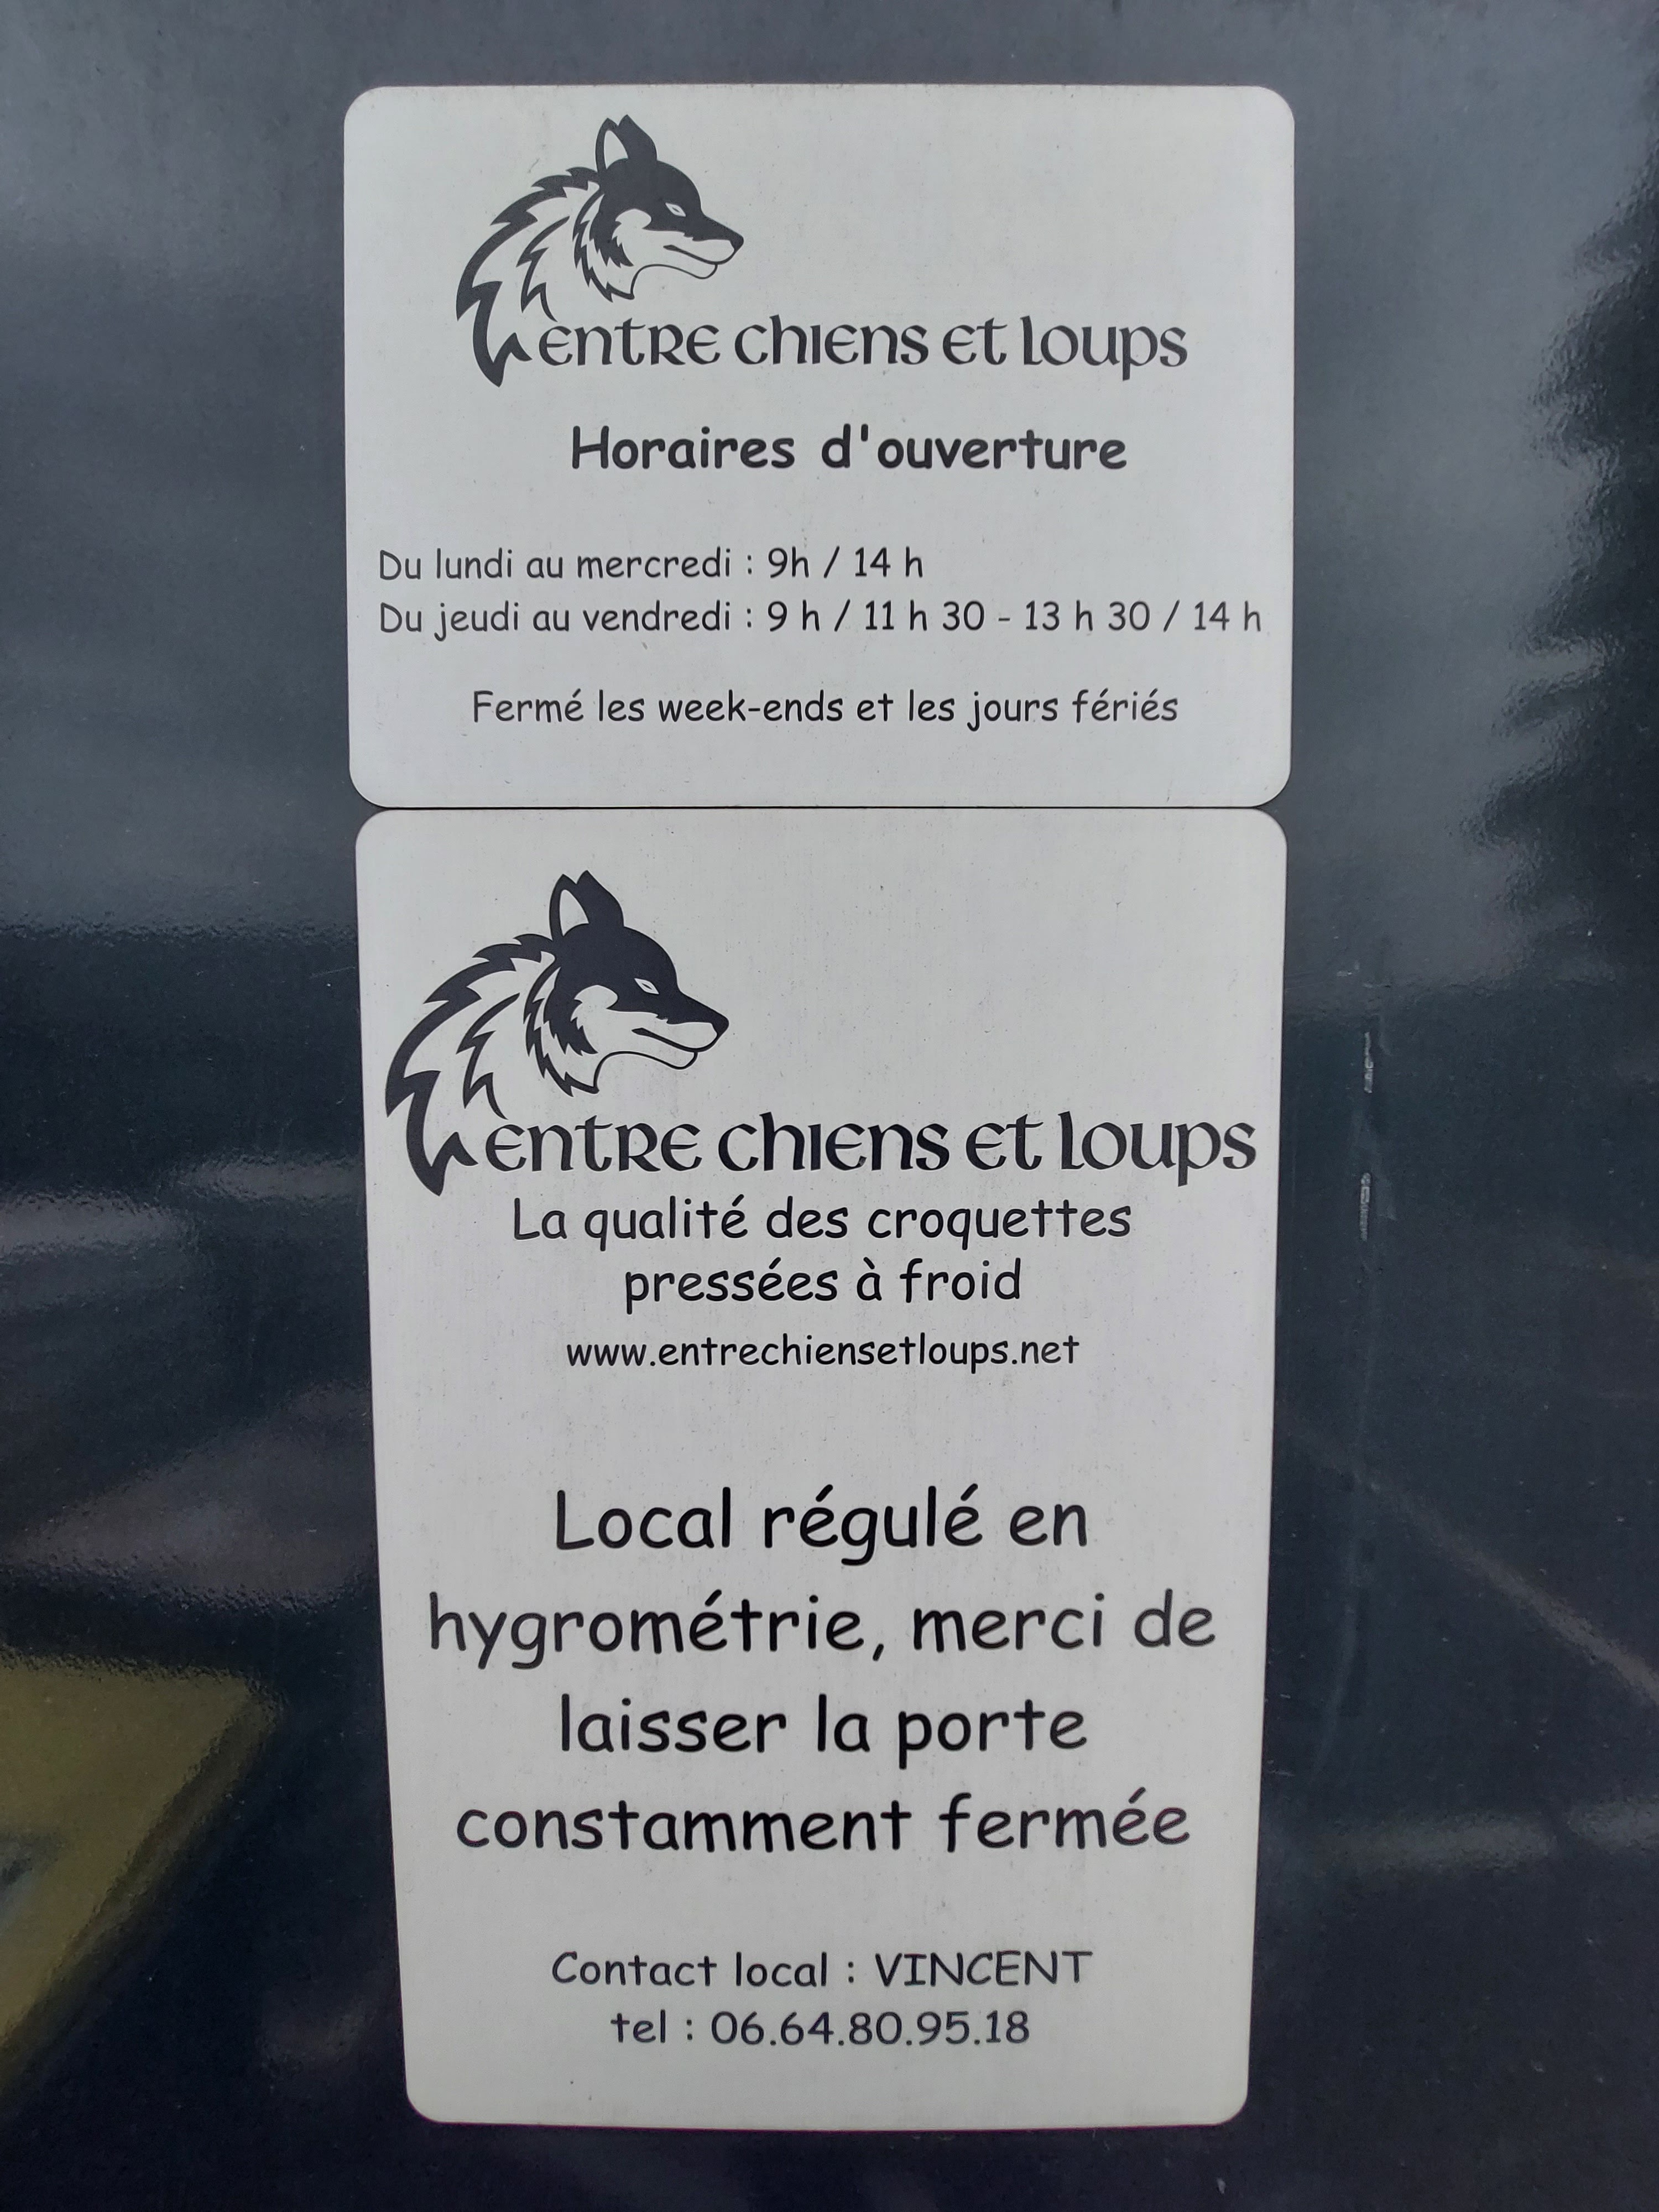 entre chiens et loups
Horaires d'ouverture
Du lundi au mercredi : 9h / 14 h
Du jeudi au vendredi : 9 h / 11 h 30 - 13 h 30 / 14 h
Fermé les week-ends et les jours fériés
entre chiens et loups
La qualité des croquettes
pressées à froid
www.entrechiensetloups.net
Local régulé en
hygrométrie, merci de
laisser la porte
constamment fermée
Contact local : VINCENT
tel : 06.64.80.95.18